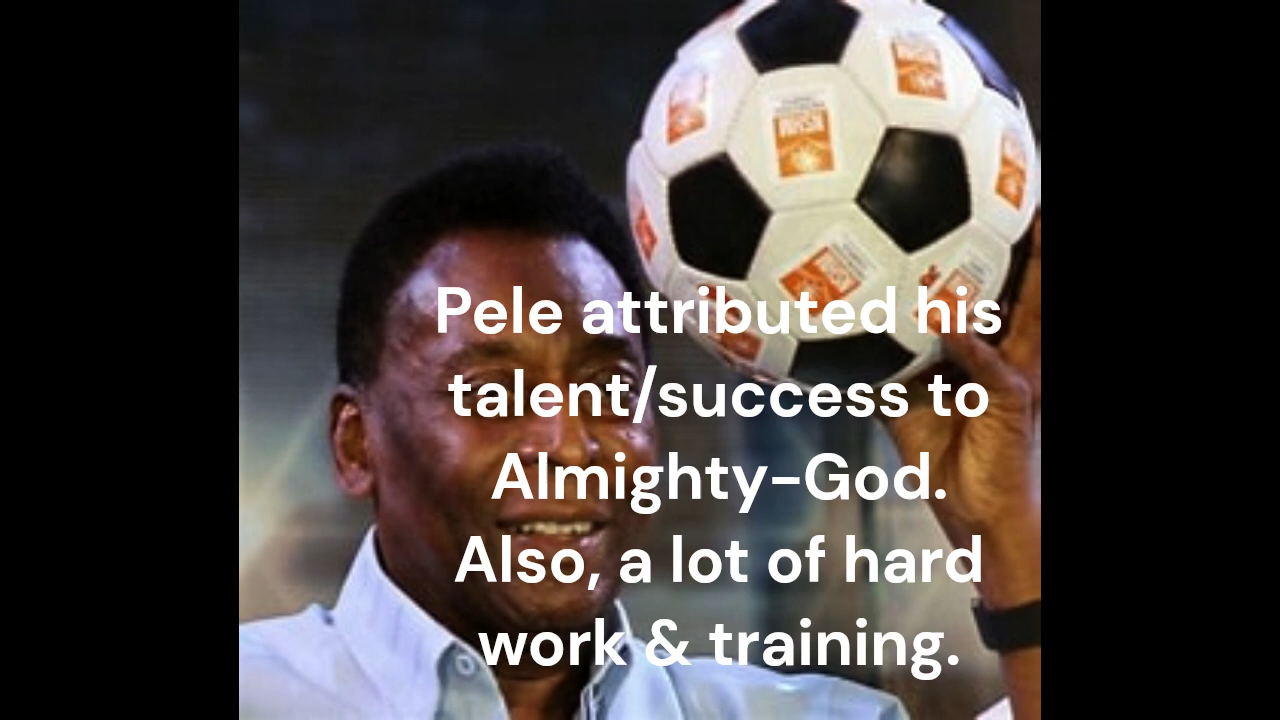 Pele attributed his
talent/success to
Almighty-God.
Also, a lot of hard
work & training.